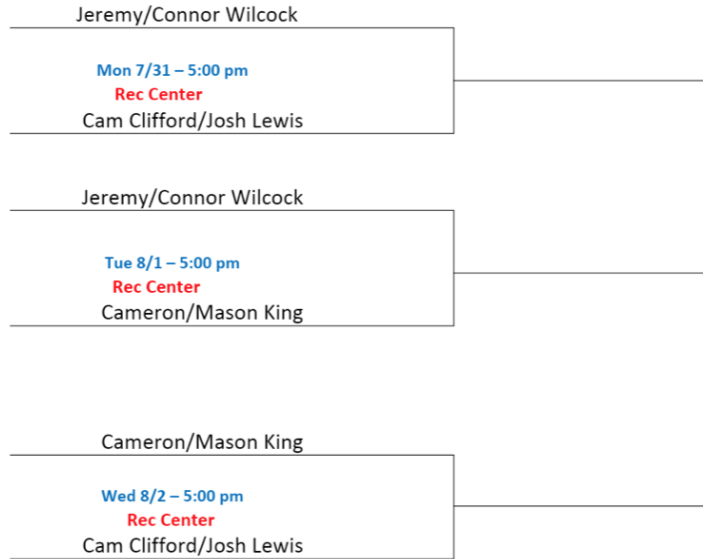 Jeremy/Connor Wilcock
Mon 7/31 – 5:00 pm
Rec Center
Cam Clifford/Josh Lewis
Jeremy/Connor Wilcock
Tue 8/1 – 5:00 pm
Rec Center
Cameron/Mason King
Cameron/Mason King
Wed 8/2 – 5:00 pm
Rec Center
Cam Clifford/Josh Lewis